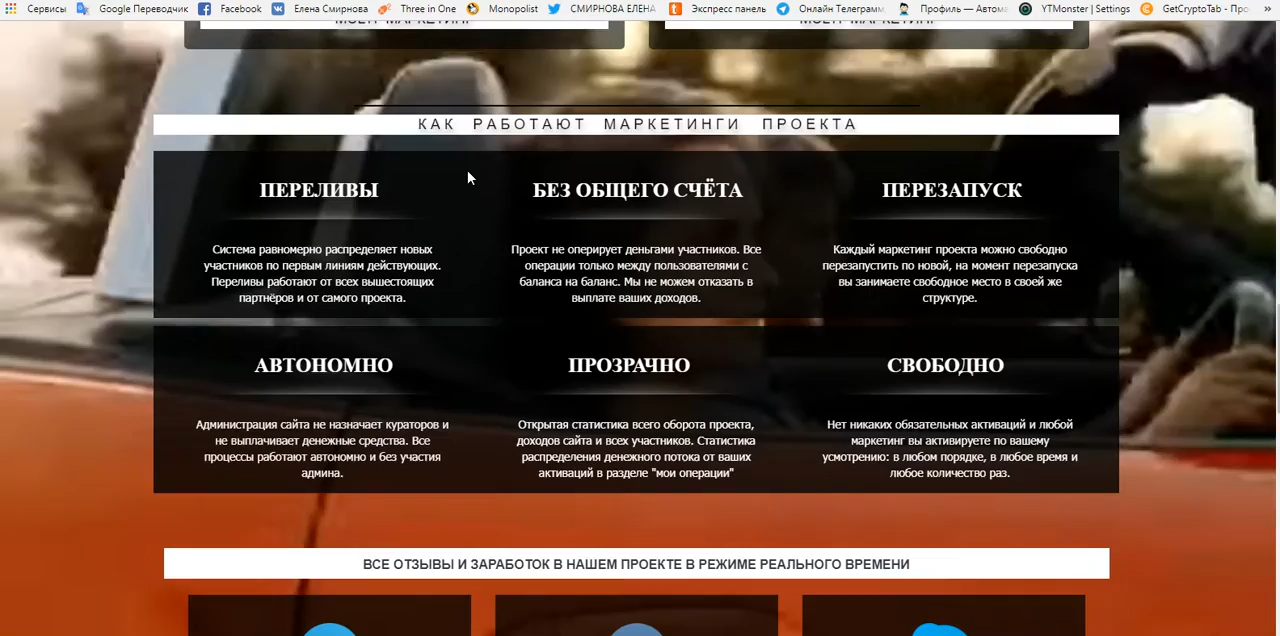 Сервисы Google Переводчик Facebook Елена Смирнова Three in One Monopolist СМИРНОВА ЕЛЕНА Экспресс панель Онлайн Телеграмм Профиль — Автома YTMonster | Settings GetCryptoTab - Про »
КАК РАБОТАЮТ МАРКЕТИНГИ ПРОЕКТА
ПЕРЕЛИВЫ
Система равномерно распределяет новых
участников по первым линиям действующих.
Переливы работают от всех вышестоящих
партнёров и от самого проекта.
БЕЗ ОБЩЕГО СЧЁТА
Проект не оперирует деньгами участников. Все
операции только между пользователями с
баланса на баланс. Мы не можем отказать в
выплате ваших доходов.
ПЕРЕЗАПУСК
Каждый маркетинг проекта можно свободно
перезапустить по новой, на момент перезапуска
вы занимаете свободное место в своей же
структуре.
АВТОНОМНО
Администрация сайта не назначает кураторов и
не выплачивает денежные средства. Все
процессы работают автономно и без участия
админа.
ПРОЗРАЧНО
Открытая статистика всего оборота проекта,
доходов сайта и всех участников. Статистика
распределения денежного потока от ваших
активаций в разделе "мои операции"
СВОБОДНО
Нет никаких обязательных активаций и любой
маркетинг вы активируете по вашему
усмотрению: в любом порядке, в любое время и
любое количество раз.
ВСЕ ОТЗЫВЫ И ЗАРАБОТОК В НАШЕМ ПРОЕКТЕ В РЕЖИМЕ РЕАЛЬНОГО ВРЕМЕНИ